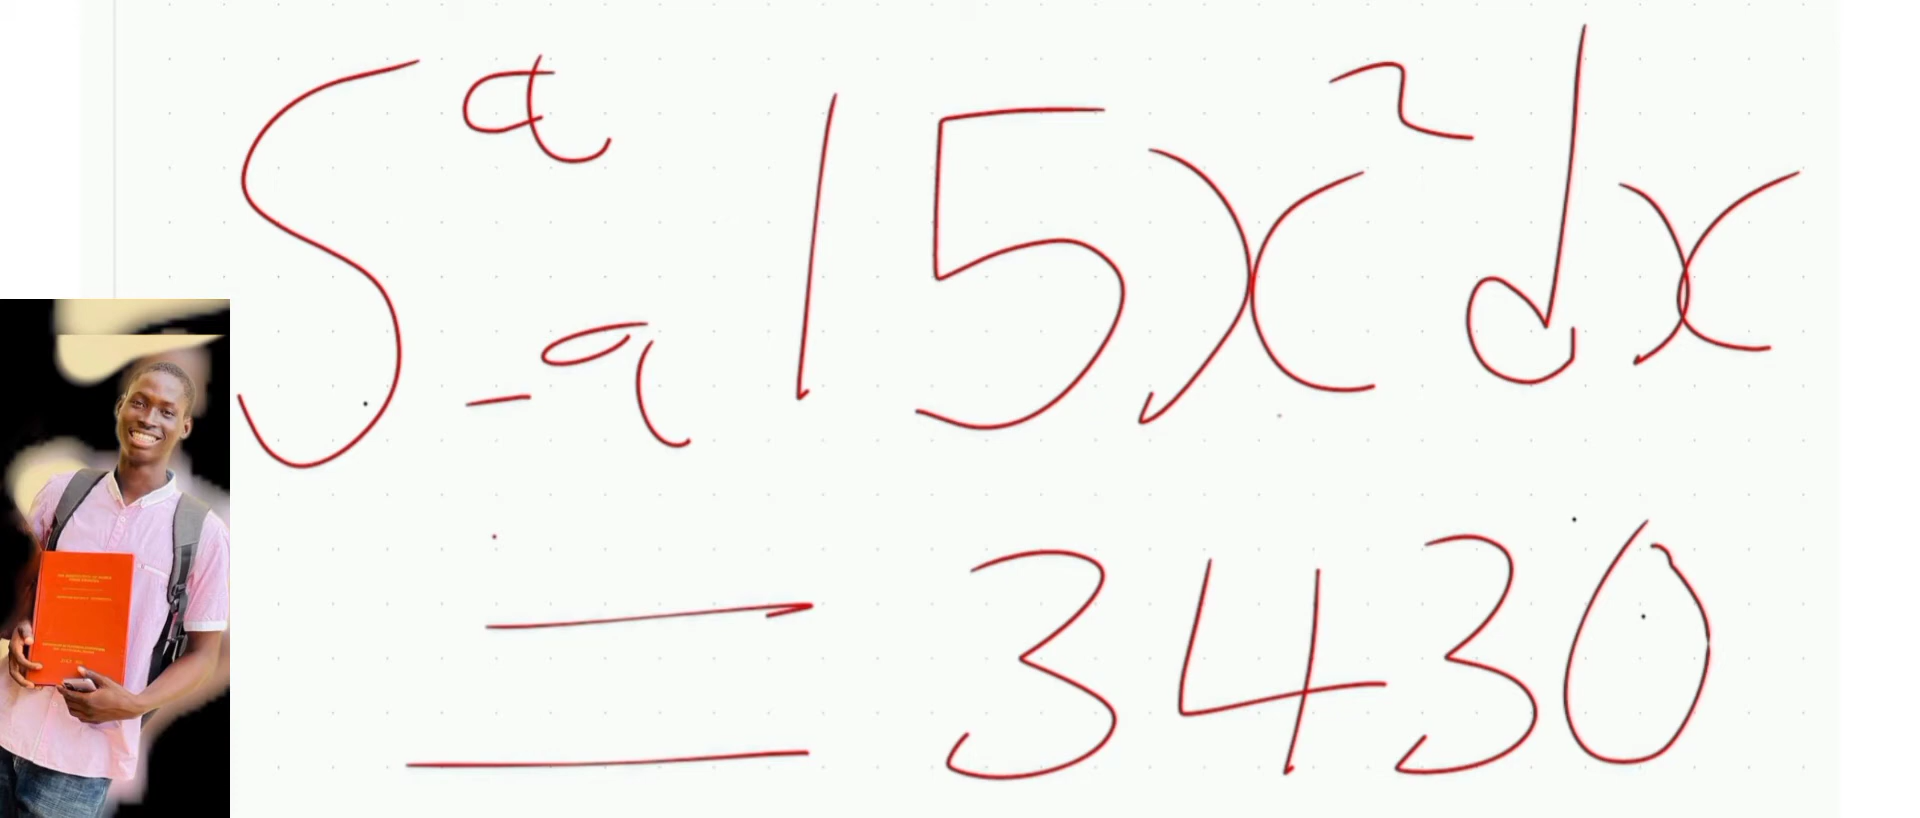 ∫ᵃ₋ₐ 15x² dx
= 3430